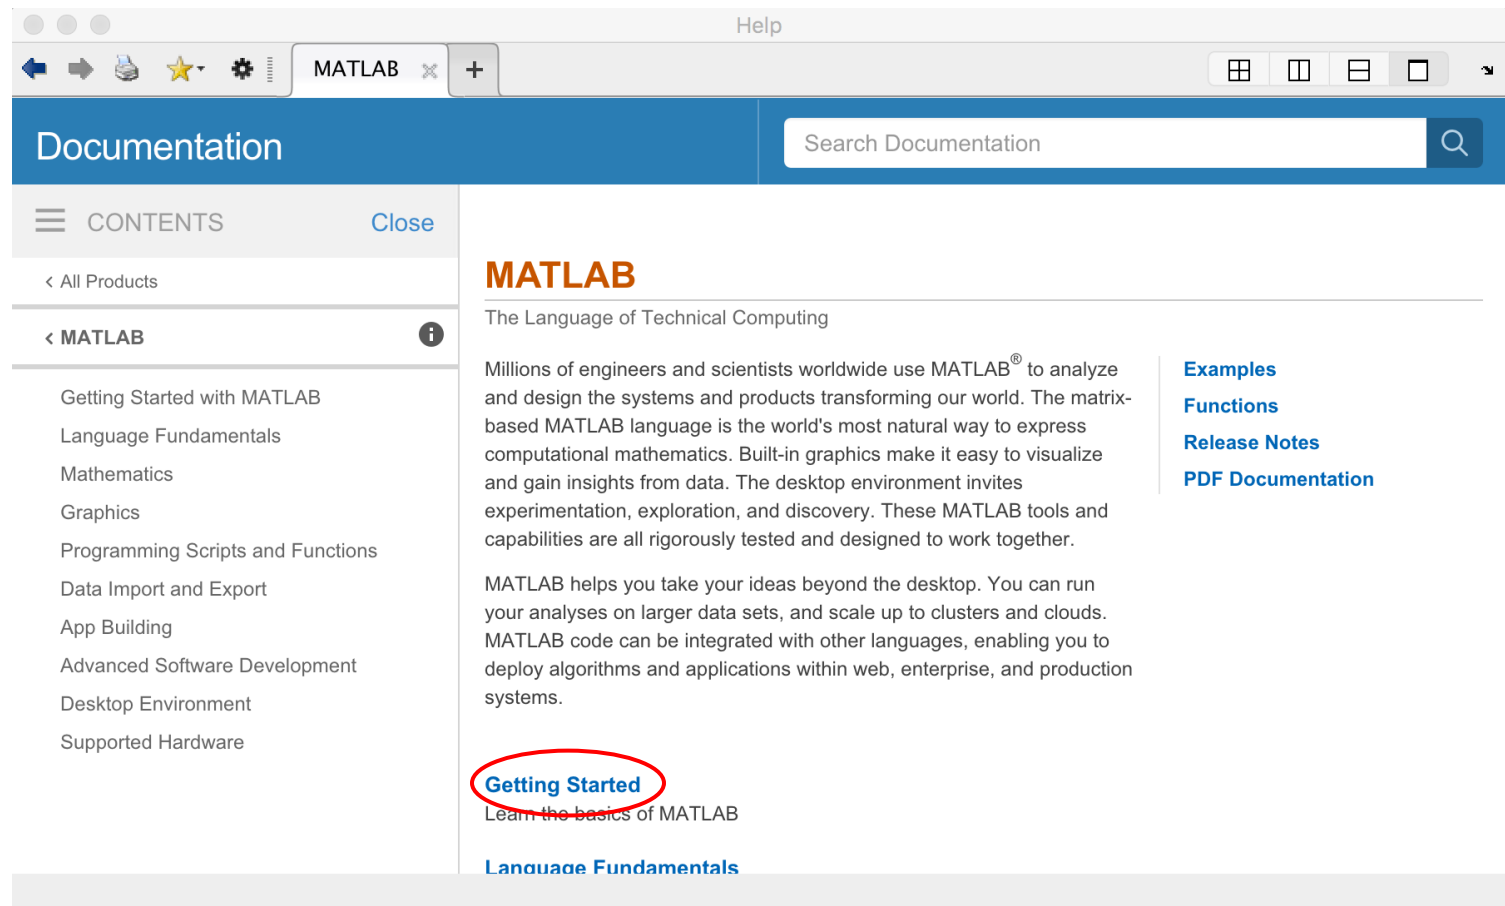 Help
MATLAB
Documentation
Search Documentation
CONTENTS
Close
< All Products
< MATLAB
Getting Started with MATLAB
Language Fundamentals
Mathematics
Graphics
Programming Scripts and Functions
Data Import and Export
App Building
Advanced Software Development
Desktop Environment
Supported Hardware
MATLAB
The Language of Technical Computing
Millions of engineers and scientists worldwide use MATLAB® to analyze
and design the systems and products transforming our world. The matrix-
based MATLAB language is the world's most natural way to express
computational mathematics. Built-in graphics make it easy to visualize
and gain insights from data. The desktop environment invites
experimentation, exploration, and discovery. These MATLAB tools and
capabilities are all rigorously tested and designed to work together.
MATLAB helps you take your ideas beyond the desktop. You can run
your analyses on larger data sets, and scale up to clusters and clouds.
MATLAB code can be integrated with other languages, enabling you to
deploy algorithms and applications within web, enterprise, and production
systems.
Getting Started
Learn the basics of MATLAB
Language Fundamentals
Examples
Functions
Release Notes
PDF Documentation